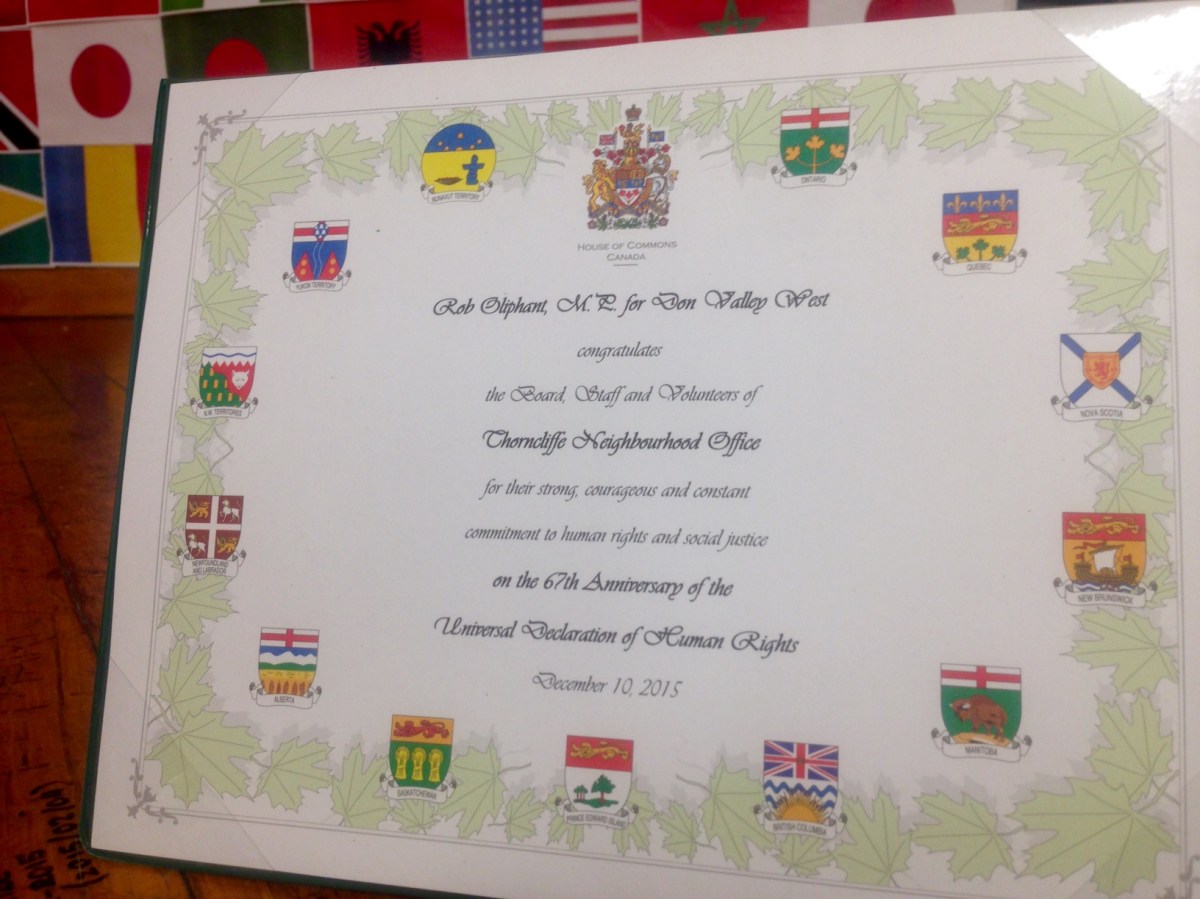 NUNAVUT TERRITORY
ONTARIO
HOUSE OF COMMONS
CANADA
YUKON TERRITORY
QUEBEC
Rob Oliphant, M. P. for Don Valley West
congratulates
the Board, Staff and Volunteers of
N.W. TERRITORIES
NOVA SCOTIA
Thorncliffe Neighbourhood Office
for their strong, courageous and constant
commitment to human rights and social justice
NEWFOUNDLAND
AND LABRADOR
NEW BRUNSWICK
on the 67th Anniversary of the
Universal Declaration of Human Rights
December 10, 2015
ALBERTA
MANITOBA
SASKATCHEWAN
PRINCE EDWARD ISLAND
BRITISH COLUMBIA
2015